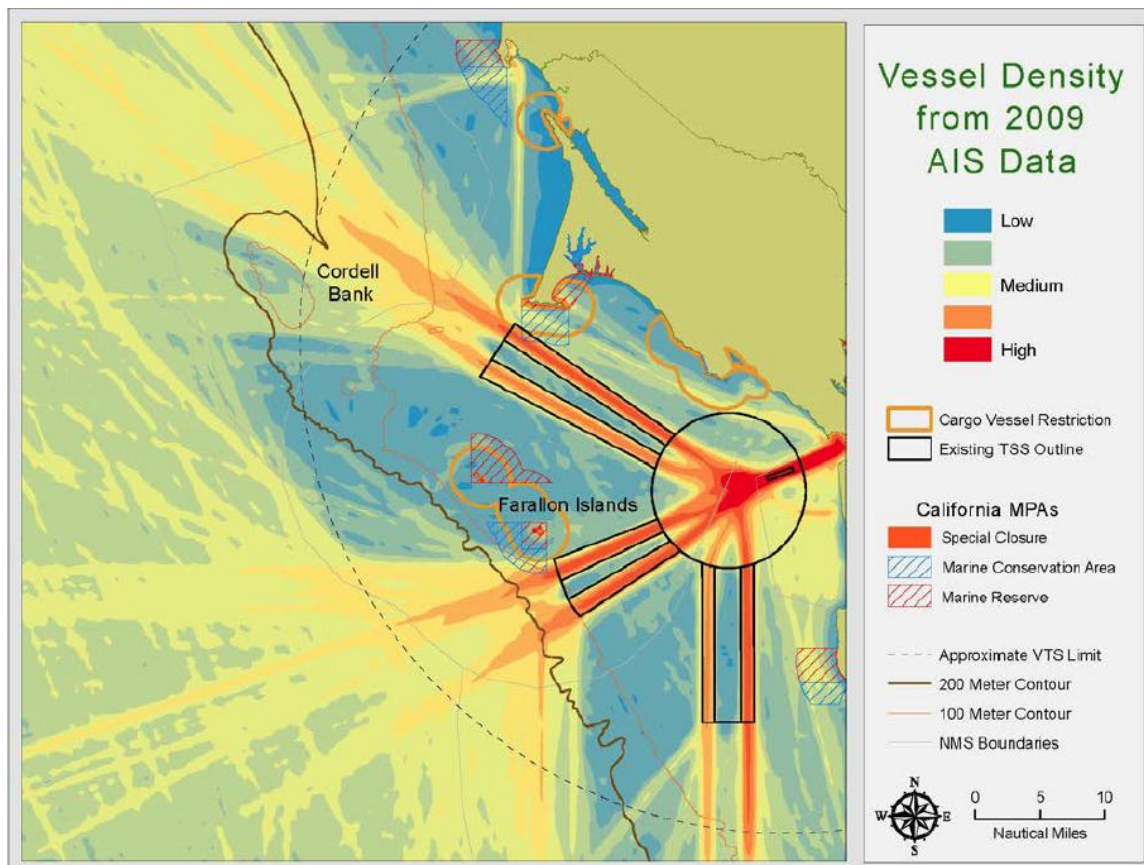 Cordell
Bank
Farallon Islands
Vessel Density
from 2009
AIS Data
Low
Medium
High
Cargo Vessel Restriction
Existing TSS Outline
California MPAs
Special Closure
Marine Conservation Area
Marine Reserve
Approximate VTS Limit
200 Meter Contour
100 Meter Contour
NMS Boundaries
N
W E
S
0 5 10
Nautical Miles